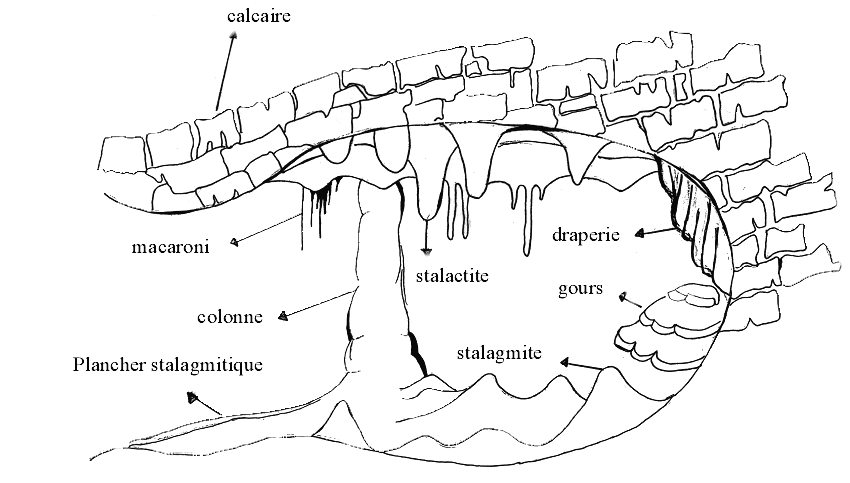 calcaire
macaroni
draperie
stalactite
gours
colonne
stalagmite
Plancher stalagmitique